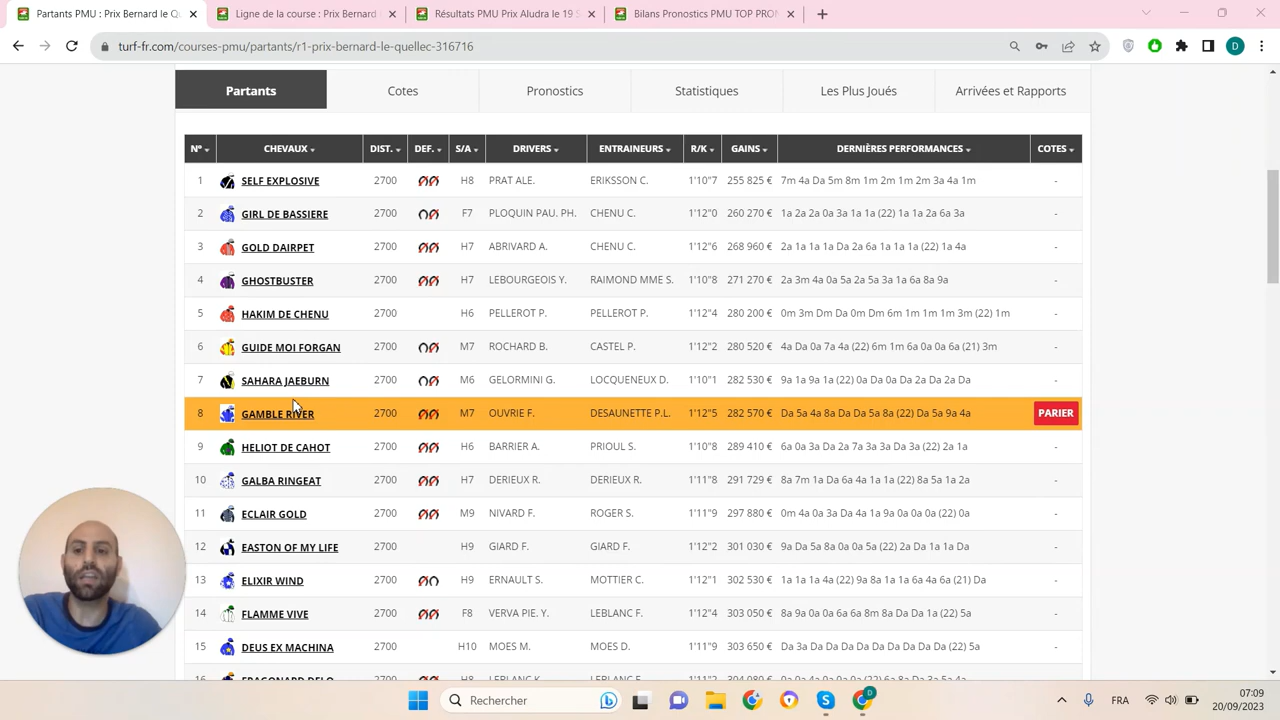 Partants PMU : Prix Bernard le Qu
Ligne de la course : Prix Bernard
Résultats PMU Prix Aludra le 19 S
Bilans Pronostics PMU TOP PRON
turf-fr.com/courses-pmu/partants/r1-prix-bernard-le-quellec-316716
D
Partants Cotes Pronostics Statistiques Les Plus Joués Arrivées et Rapports
N° CHEVAUX DIST. DEF. S/A DRIVERS ENTRAINEURS R/K GAINS DERNIÈRES PERFORMANCES COTES
1 SELF EXPLOSIVE 2700 H8 PRAT ALE. ERIKSSON C. 1'10"7 255 825 € 7m 4a Da 5m 8m 1m 2m 1m 2m 3a 4a 1m -
2 GIRL DE BASSIERE 2700 F7 PLOQUIN PAU. PH. CHENU C. 1'12"0 260 270 € 1a 2a 2a 0a 3a 1a 1a (22) 1a 1a 2a 6a 3a -
3 GOLD DAIRPET 2700 H7 ABRIVARD A. CHENU C. 1'12"6 268 960 € 2a 1a 1a 1a Da 2a 6a 1a 1a 1a (22) 1a 4a -
4 GHOSTBUSTER 2700 H7 LEBOURGEOIS Y. RAIMOND MME S. 1'10"8 271 270 € 2a 3m 4a 0a 5a 2a 5a 3a 1a 6a 8a 9a -
5 HAKIM DE CHENU 2700 H6 PELLEROT P. PELLEROT P. 1'12"4 280 200 € 0m 3m Dm Da 0m Dm 6m 1m 1m 1m 3m (22) 1m -
6 GUIDE MOI FORGAN 2700 M7 ROCHARD B. CASTEL P. 1'12"2 280 520 € 4a Da 0a 7a 4a (22) 6m 1m 6a 0a 0a 6a (21) 3m -
7 SAHARA JAEBURN 2700 M6 GELORMINI G. LOCQUENEUX D. 1'10"1 282 530 € 9a 1a 9a 1a (22) 0a Da 0a Da 2a Da 2a Da -
8 GAMBLE RIVER 2700 M7 OUVRIE F. DESAUNETTE P.L. 1'12"5 282 570 € Da 5a 4a 8a Da Da 5a 8a (22) Da 5a 9a 4a PARIER
9 HELIOT DE CAHOT 2700 H6 BARRIER A. PRIOUL S. 1'10"8 289 410 € 6a 0a 3a Da 2a 7a 3a 3a Da 3a (22) 2a 1a -
10 GALBA RINGEAT 2700 H7 DERIEUX R. DERIEUX R. 1'11"8 291 729 € 8a 7m 1a Da 6a 4a 1a 1a (22) 8a 5a 1a 2a -
11 ECLAIR GOLD 2700 M9 NIVARD F. ROGER S. 1'11"9 297 880 € 0m 4a 0a 3a Da 4a 1a 9a 0a 0a 0a (22) 0a -
12 EASTON OF MY LIFE 2700 H9 GIARD F. GIARD F. 1'12"2 301 030 € 9a Da 5a 8a 0a 0a 5a (22) 2a Da 1a 1a Da -
13 ELIXIR WIND 2700 H9 ERNAULT S. MOTTIER C. 1'12"1 302 530 € 1a 1a 1a 4a (22) 9a 8a 1a 1a 6a 4a 6a (21) Da -
14 FLAMME VIVE 2700 F8 VERVA PIE. Y. LEBLANC F. 1'12"4 303 050 € 8a 9a 0a 0a 6a 6a 8m 8a Da Da 1a (22) 5a -
15 DEUS EX MACHINA 2700 H10 MOES M. MOES D. 1'11"9 303 650 € Da 3a Da Da Da Da Da Da Da Da (22) 5a -
Rechercher
D
FRA
07:09
20/09/2023